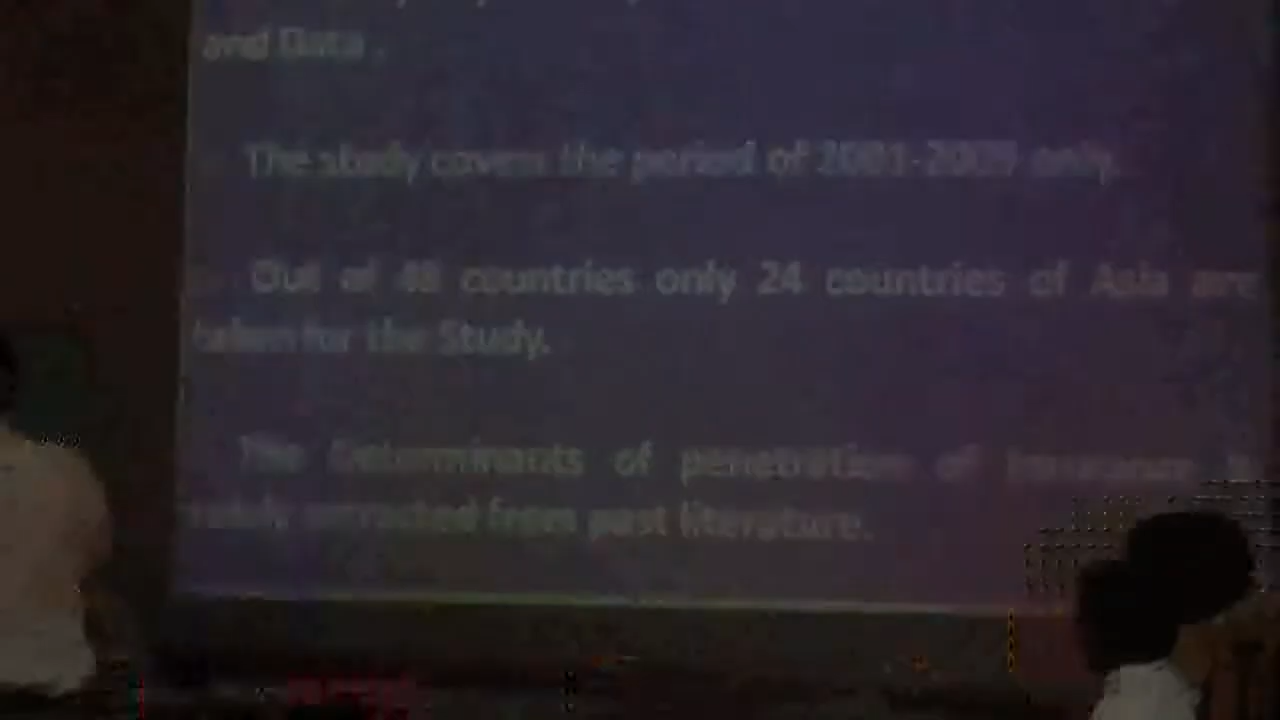 and Data .
The study covers the period of 2001-2009 only.
Out of 48 countries only 24 countries of Asia are
taken for the Study.
The Determinants of penetration of Insurance is
extracted from past literature.